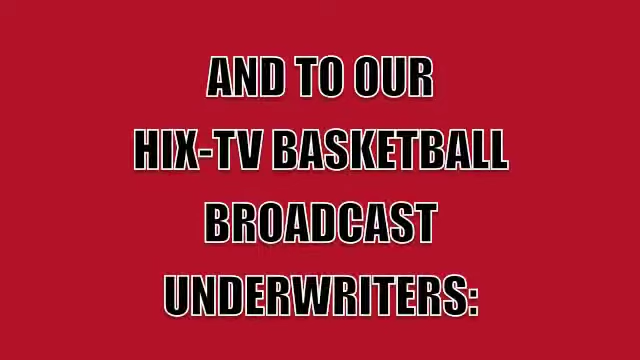 AND TO OUR
HIX-TV BASKETBALL
BROADCAST
UNDERWRITERS: